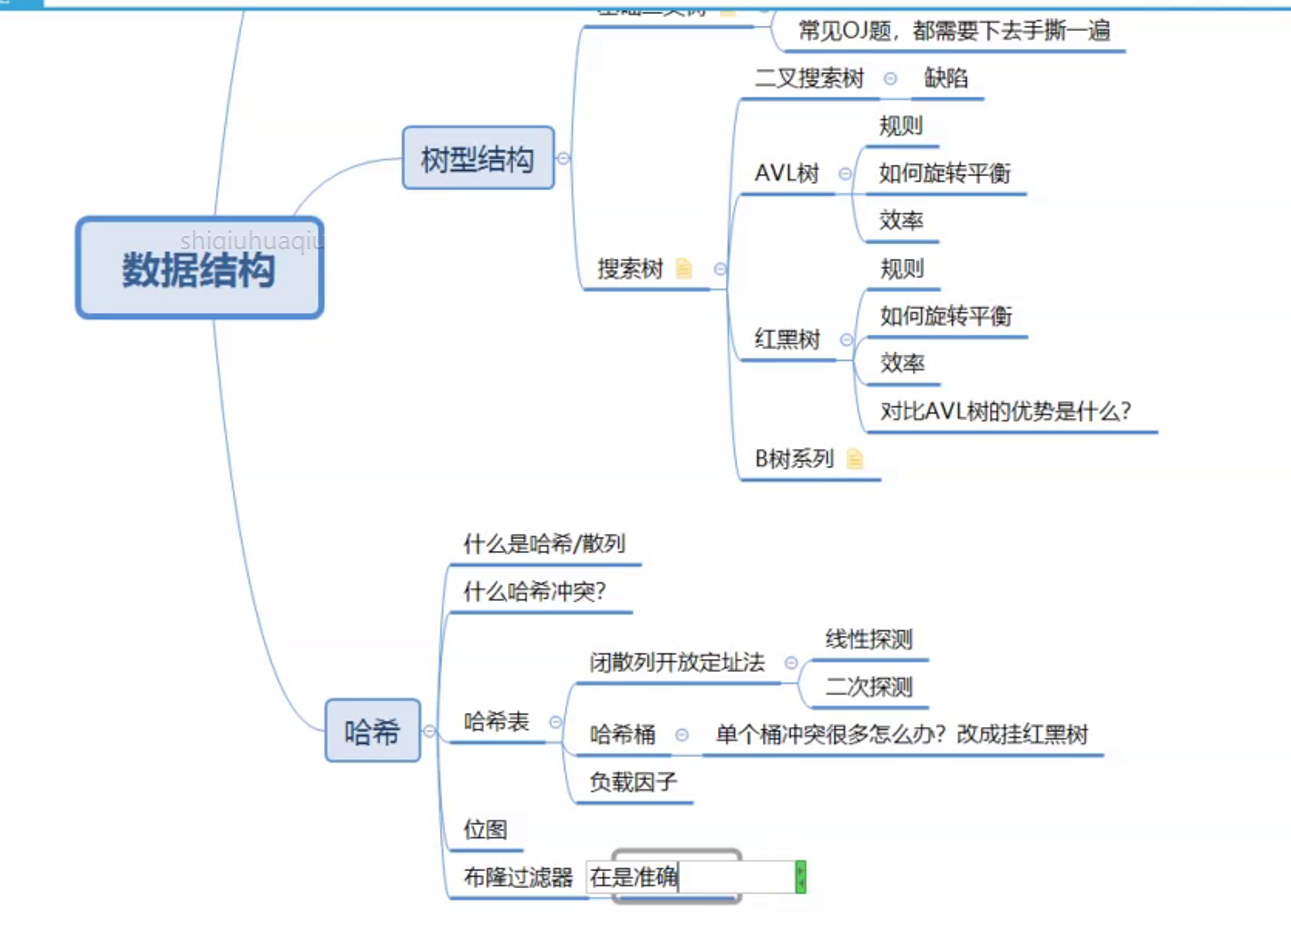 常见OJ题，都需要下去手撕一遍
二叉搜索树
缺陷
规则
树型结构
AVL树
如何旋转平衡
效率
shiqiuhuaqiu
数据结构
搜索树
规则
如何旋转平衡
红黑树
效率
对比AVL树的优势是什么？
B树系列
什么是哈希/散列
什么哈希冲突？
线性探测
闭散列开放定址法
二次探测
哈希
哈希表
哈希桶
单个桶冲突很多怎么办？改成挂红黑树
负载因子
位图
布隆过滤器
在是准确